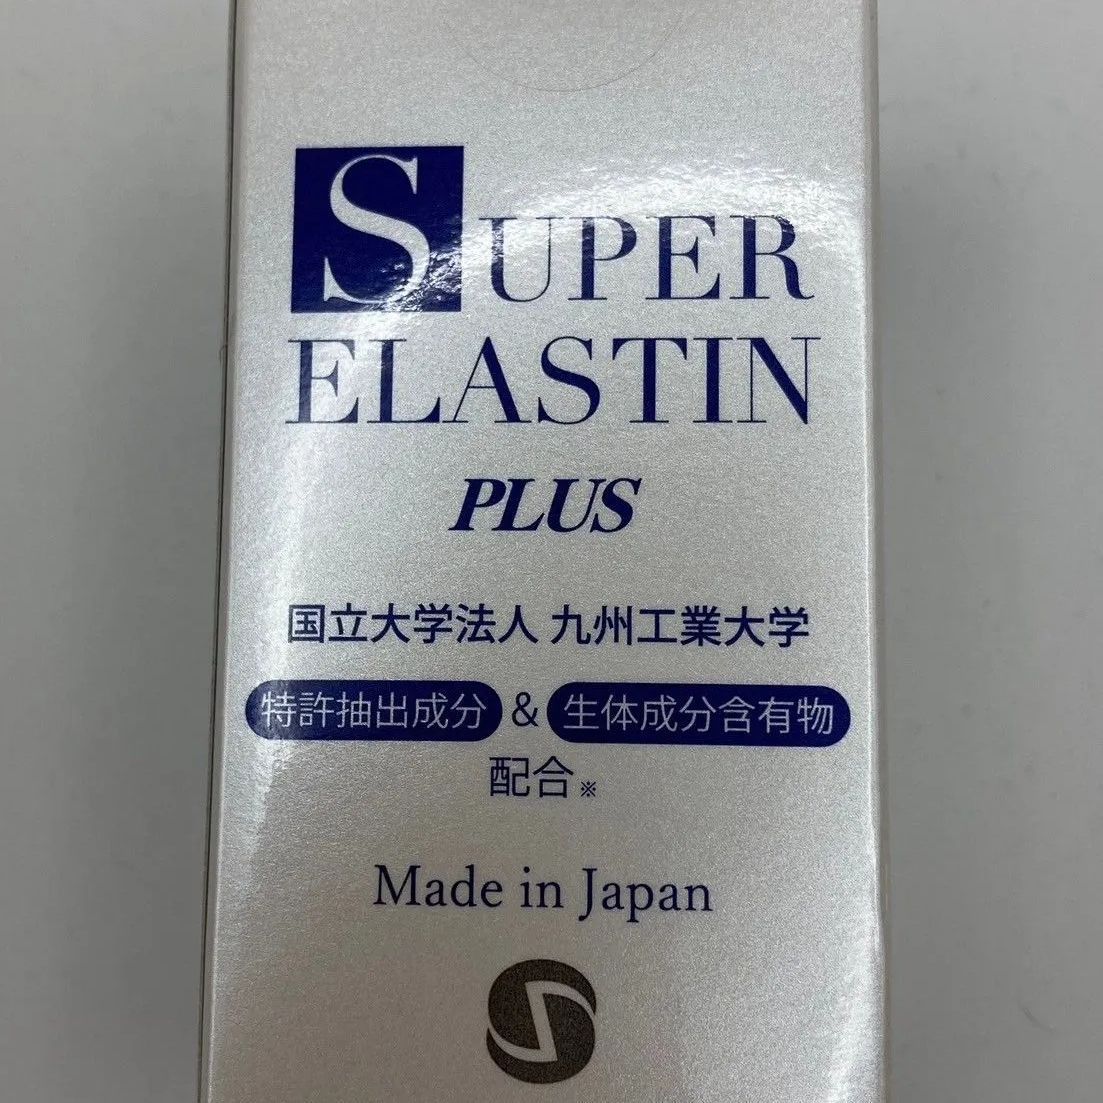 SUPER
ELASTIN
PLUS
国立大学法人 九州工業大学
特許抽出成分 & 生体成分含有物
配合※
Made in Japan